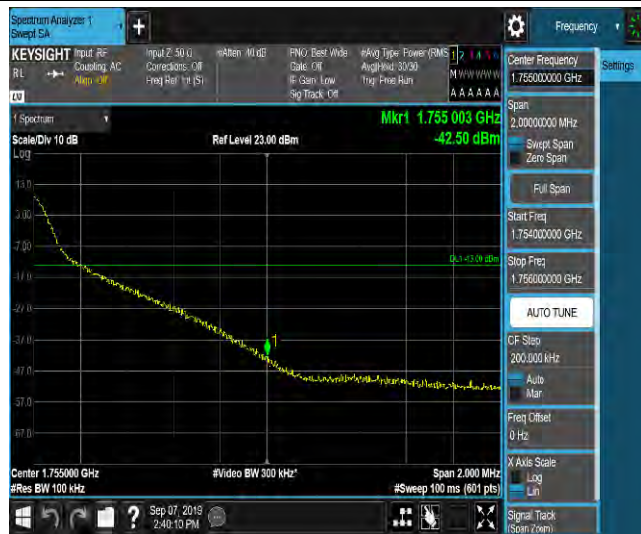 Spectrum Analyzer 1
Swept SA
+
Frequency
KEYSIGHT
RL
Input: RF
Coupling: AC
Align: Off
Input Z: 50 Ω
Corrections: Off
Freq Ref: Int (S)
#Atten: 40 dB
PNO: Best Wide
Gate: Off
IF Gain: Low
Sig Track: Off
#Avg Type: Power (RMS
Avg|Hold: 30/30
Trig: Free Run
1 2 3 4 5 6
M W W W W W
A A A A A A
LV
1 Spectrum
Scale/Div 10 dB
Log
Ref Level 23.00 dBm
Mkr1 1.755 003 GHz
-42.50 dBm
13.0
3.00
-7.00
-17.0
-27.0
-37.0
-47.0
-57.0
-67.0
DL1 -13.00 dBm
1
Center 1.755000 GHz
#Res BW 100 kHz
#Video BW 300 kHz*
Span 2.000 MHz
#Sweep 100 ms (601 pts)
Sep 07, 2019
2:40:10 PM
?
Center Frequency
1.755000000 GHz
Settings
Span
2.00000000 MHz
Swept Span
Zero Span
Full Span
Start Freq
1.754000000 GHz
Stop Freq
1.756000000 GHz
AUTO TUNE
CF Step
200.000 kHz
Auto
Man
Freq Offset
0 Hz
X Axis Scale
Log
Lin
Signal Track
(Span Zoom)